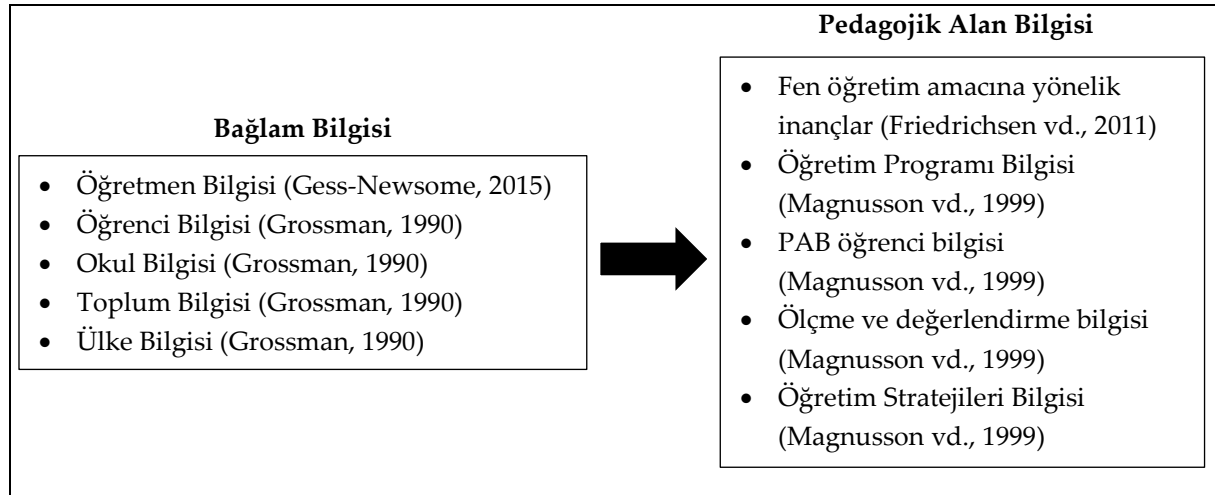 Bağlam Bilgisi
• Öğretmen Bilgisi (Gess-Newsome, 2015)
• Öğrenci Bilgisi (Grossman, 1990)
• Okul Bilgisi (Grossman, 1990)
• Toplum Bilgisi (Grossman, 1990)
• Ülke Bilgisi (Grossman, 1990)
Pedagojik Alan Bilgisi
• Fen öğretim amacına yönelik
inançlar (Friedrichsen vd., 2011)
• Öğretim Programı Bilgisi
(Magnusson vd., 1999)
• PAB öğrenci bilgisi
(Magnusson vd., 1999)
• Ölçme ve değerlendirme bilgisi
(Magnusson vd., 1999)
• Öğretim Stratejileri Bilgisi
(Magnusson vd., 1999)